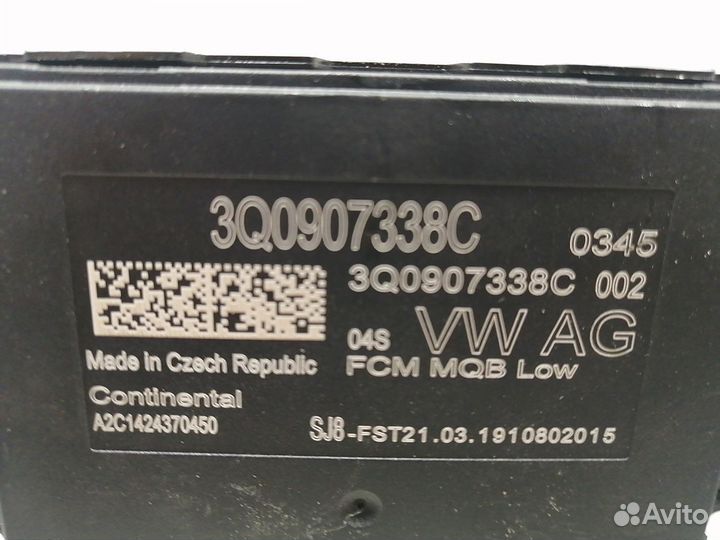 3Q0907338C 0345
3Q0907338C 002
04S VW AG
Made in Czech Republic FCM MQB Low
Continental
A2C1424370450 SJ8-FST21.03.1910802015
Avito